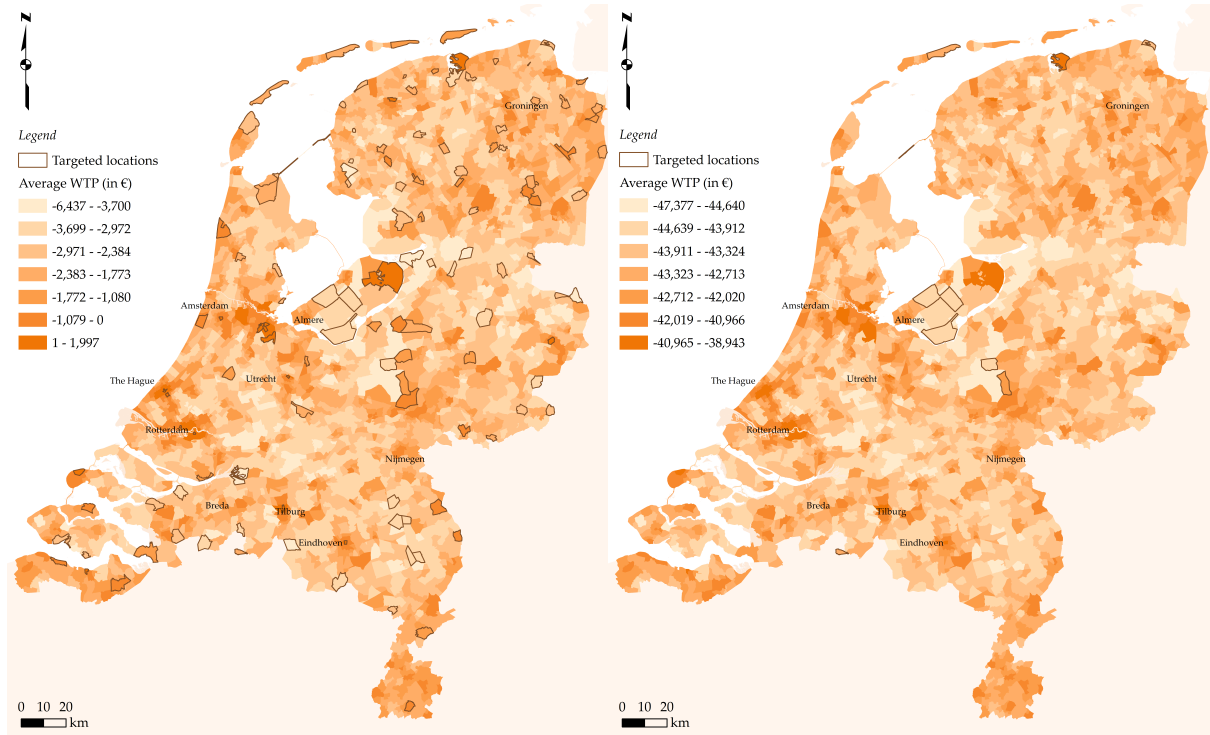 N
Legend
Targeted locations
Average WTP (in €)
-6,437 - -3,700
-3,699 - -2,972
-2,971 - -2,384
-2,383 - -1,773
-1,772 - -1,080
-1,079 - 0
1 - 1,997
Groningen
Amsterdam
Almere
The Hague
Utrecht
Rotterdam
Nijmegen
Breda
Tilburg
Eindhoven
0 10 20
km
N
Legend
Targeted locations
Average WTP (in €)
-47,377 - -44,640
-44,639 - -43,912
-43,911 - -43,324
-43,323 - -42,713
-42,712 - -42,020
-42,019 - -40,966
-40,965 - -38,943
Groningen
Amsterdam
Almere
The Hague
Utrecht
Rotterdam
Nijmegen
Breda
Tilburg
Eindhoven
0 10 20
km